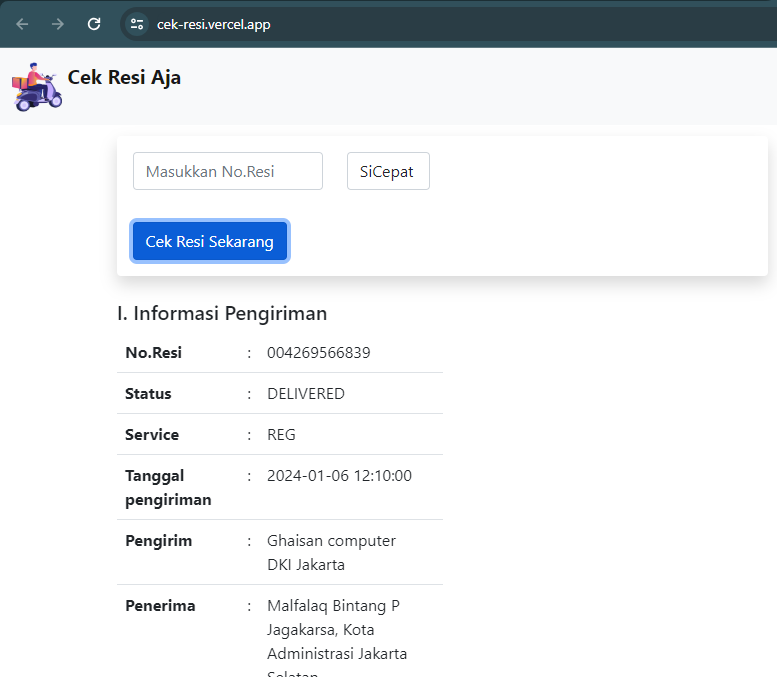 cek-resi.vercel.app
Cek Resi Aja
Masukkan No.Resi
SiCepat
Cek Resi Sekarang
I. Informasi Pengiriman
No.Resi : 004269566839
Status : DELIVERED
Service : REG
Tanggal pengiriman : 2024-01-06 12:10:00
Pengirim : Ghaisan computer
DKI Jakarta
Penerima : Malfalaq Bintang P
Jagakarsa, Kota
Administrasi Jakarta
Selatan